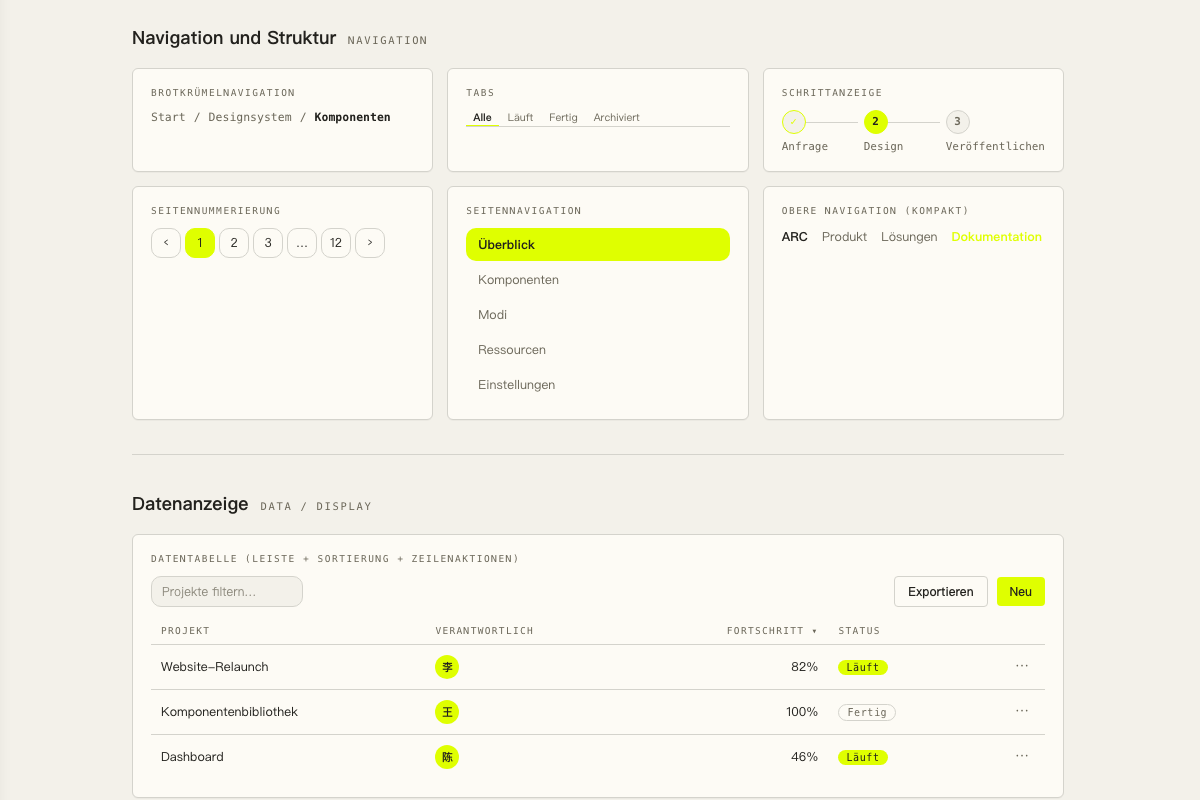 Navigation und Struktur NAVIGATION
BROTKRÜMELNAVIGATION
Start / Designsystem / Komponenten
TABS
Alle Läuft Fertig Archiviert
SCHRITTANZEIGE
✓ 2 3
Anfrage Design Veröffentlichen
SEITENNUMMERIERUNG
‹ 1 2 3 … 12 ›
SEITENNAVIGATION
Überblick
Komponenten
Modi
Ressourcen
Einstellungen
OBERE NAVIGATION (KOMPAKT)
ARC Produkt Lösungen Dokumentation
Datenanzeige DATA / DISPLAY
DATENTABELLE (LEISTE + SORTIERUNG + ZEILENAKTIONEN)
Projekte filtern… Exportieren Neu
PROJEKT VERANTWORTLICH FORTSCHRITT ▾ STATUS
Website-Relaunch 李 82% Läuft ···
Komponentenbibliothek 王 100% Fertig ···
Dashboard 陈 46% Läuft ···